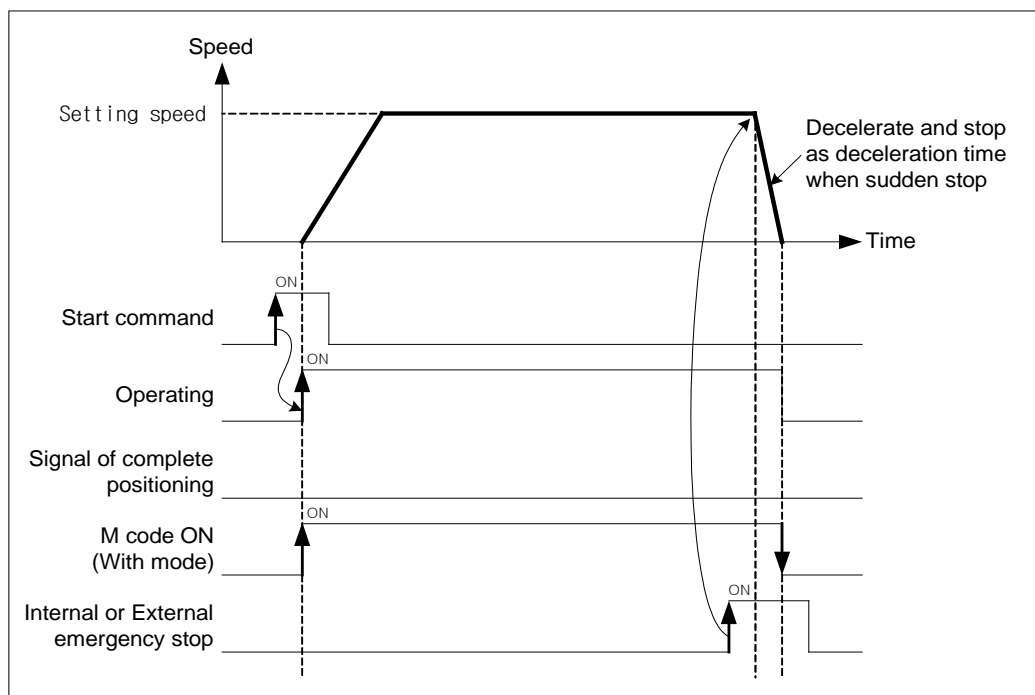 Speed
Setting speed
Decelerate and stop
as deceleration time
when sudden stop
Time
ON
Start command
ON
Operating
Signal of complete
positioning
ON
M code ON
(With mode)
ON
Internal or External
emergency stop